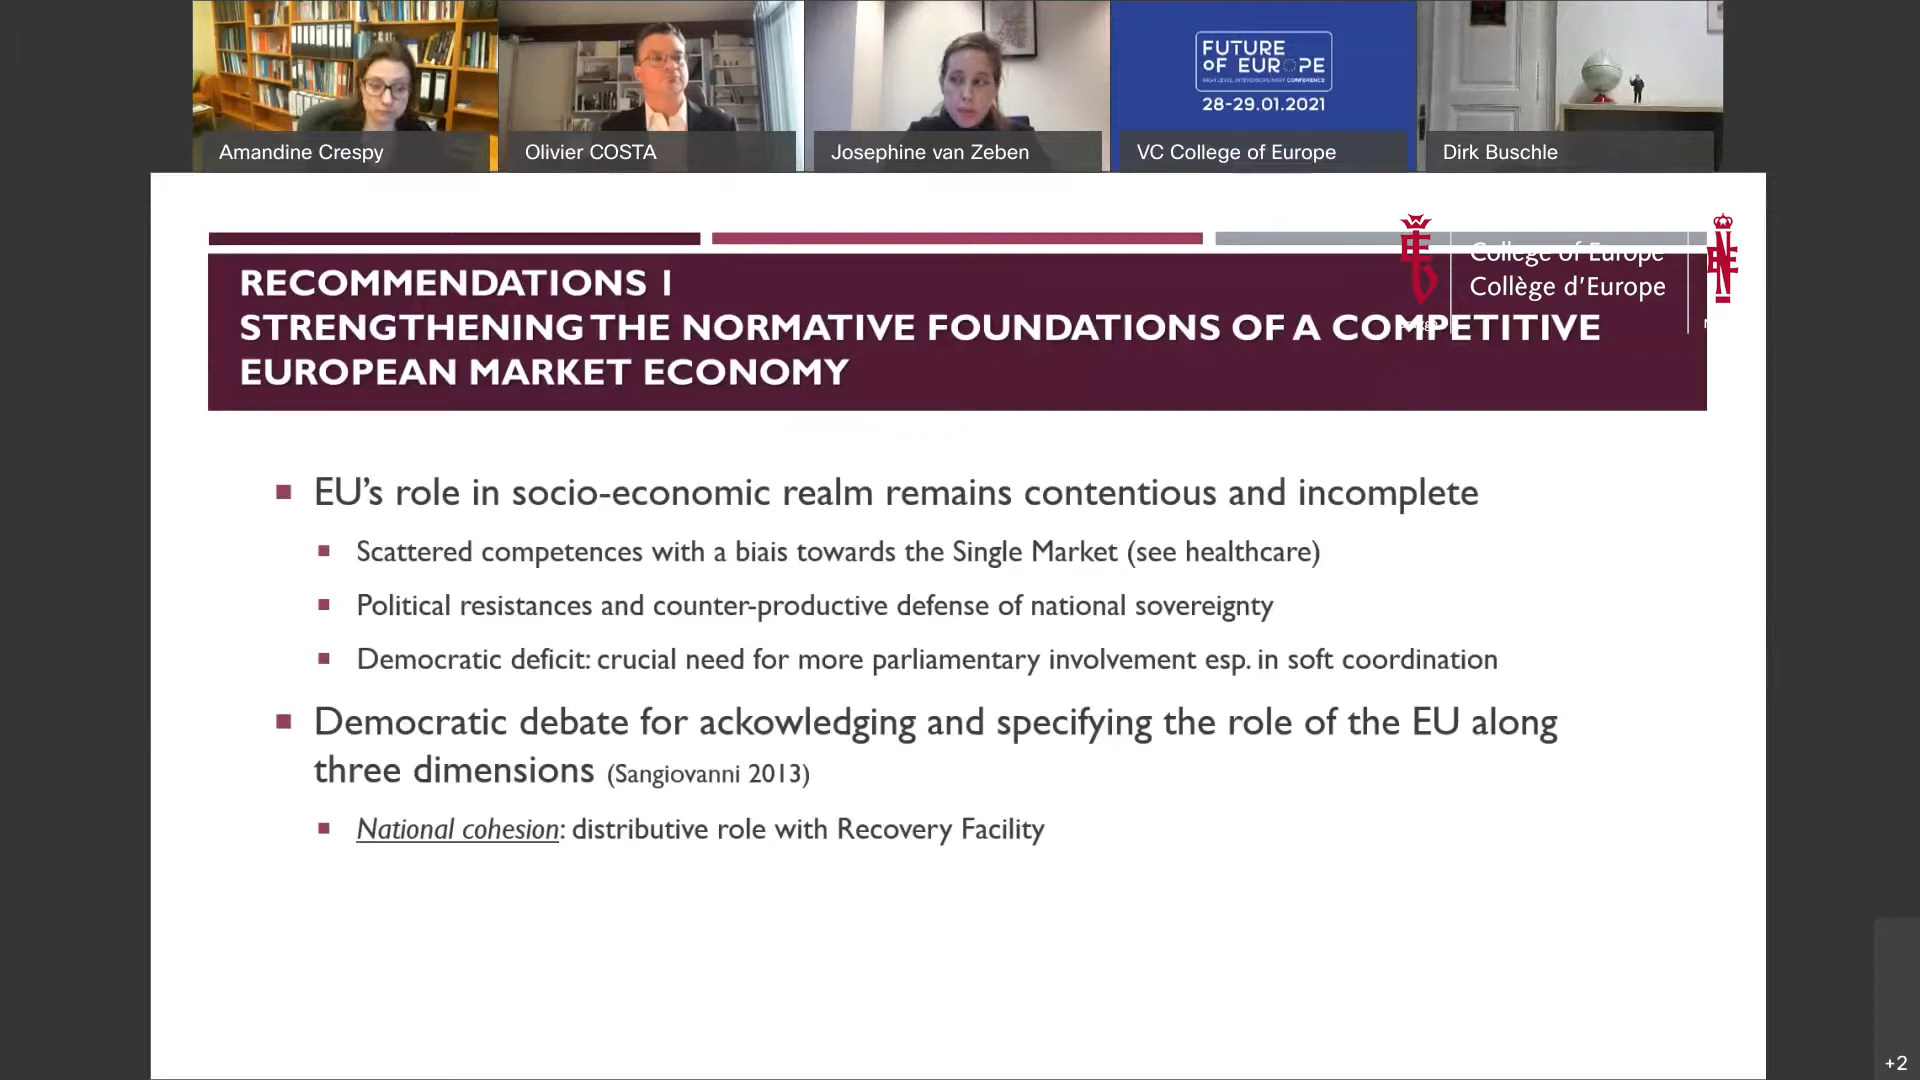 FUTURE
OF EUROPE
HIGH LEVEL INTERDISCIPLINARY CONFERENCE
28-29.01.2021
Amandine Crespy
Olivier COSTA
Josephine van Zeben
VC College of Europe
Dirk Buschle
College of Europe
Collège d'Europe
RECOMMENDATIONS I
STRENGTHENING THE NORMATIVE FOUNDATIONS OF A COMPETITIVE
EUROPEAN MARKET ECONOMY
EU's role in socio-economic realm remains contentious and incomplete
Scattered competences with a biais towards the Single Market (see healthcare)
Political resistances and counter-productive defense of national sovereignty
Democratic deficit: crucial need for more parliamentary involvement esp. in soft coordination
Democratic debate for ackowledging and specifying the role of the EU along
three dimensions (Sangiovanni 2013)
National cohesion: distributive role with Recovery Facility
+2